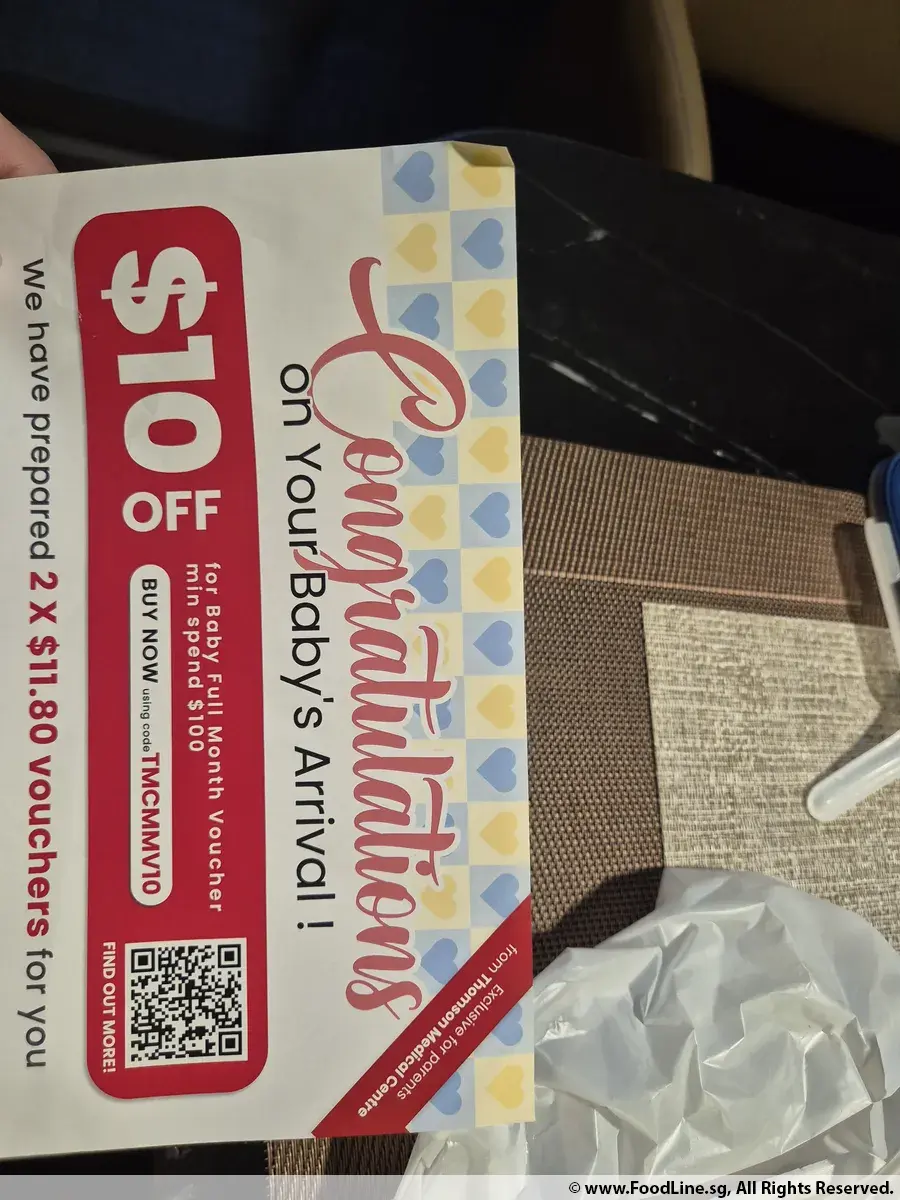 Congratulations
on Your Baby's Arrival !
Exclusive for parents
from Thomson Medical Centre
$10
OFF
for Baby Full Month Voucher
min spend $100
BUY NOW using code TMCMMV10
FIND OUT MORE!
We have prepared 2 X $11.80 vouchers for you
© www.FoodLine.sg, All Rights Reserved.